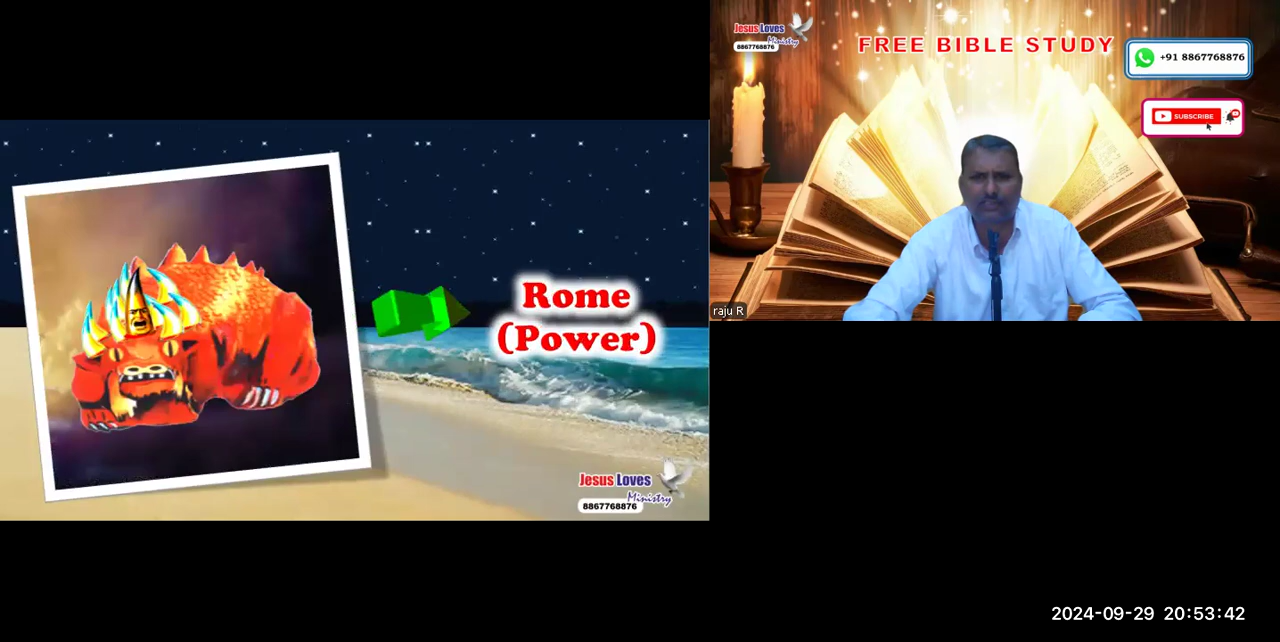 Rome
(Power)
Jesus Loves
Ministry
8867768876
Jesus Loves
Ministry
8867768876
FREE BIBLE STUDY
+91 8867768876
SUBSCRIBE
raju R
2024-09-29 20:53:42